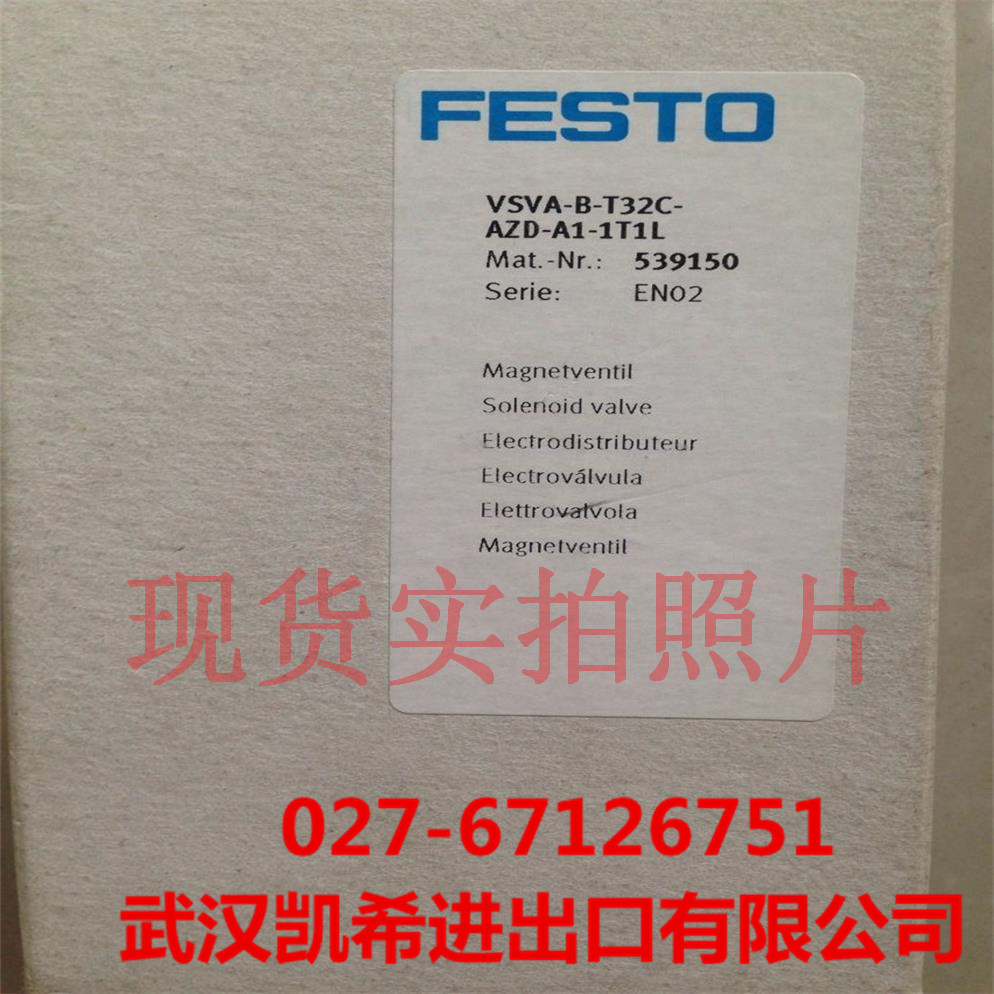 FESTO
VSVA-B-T32C-
AZD-A1-1T1L
Mat.-Nr.: 539150
Serie: EN02
Magnetventil
Solenoid valve
Electrodistributeur
Electroválvula
Elettrovalvola
Magnetventil
现货实拍照片
027-67126751
武汉凯希进出口有限公司